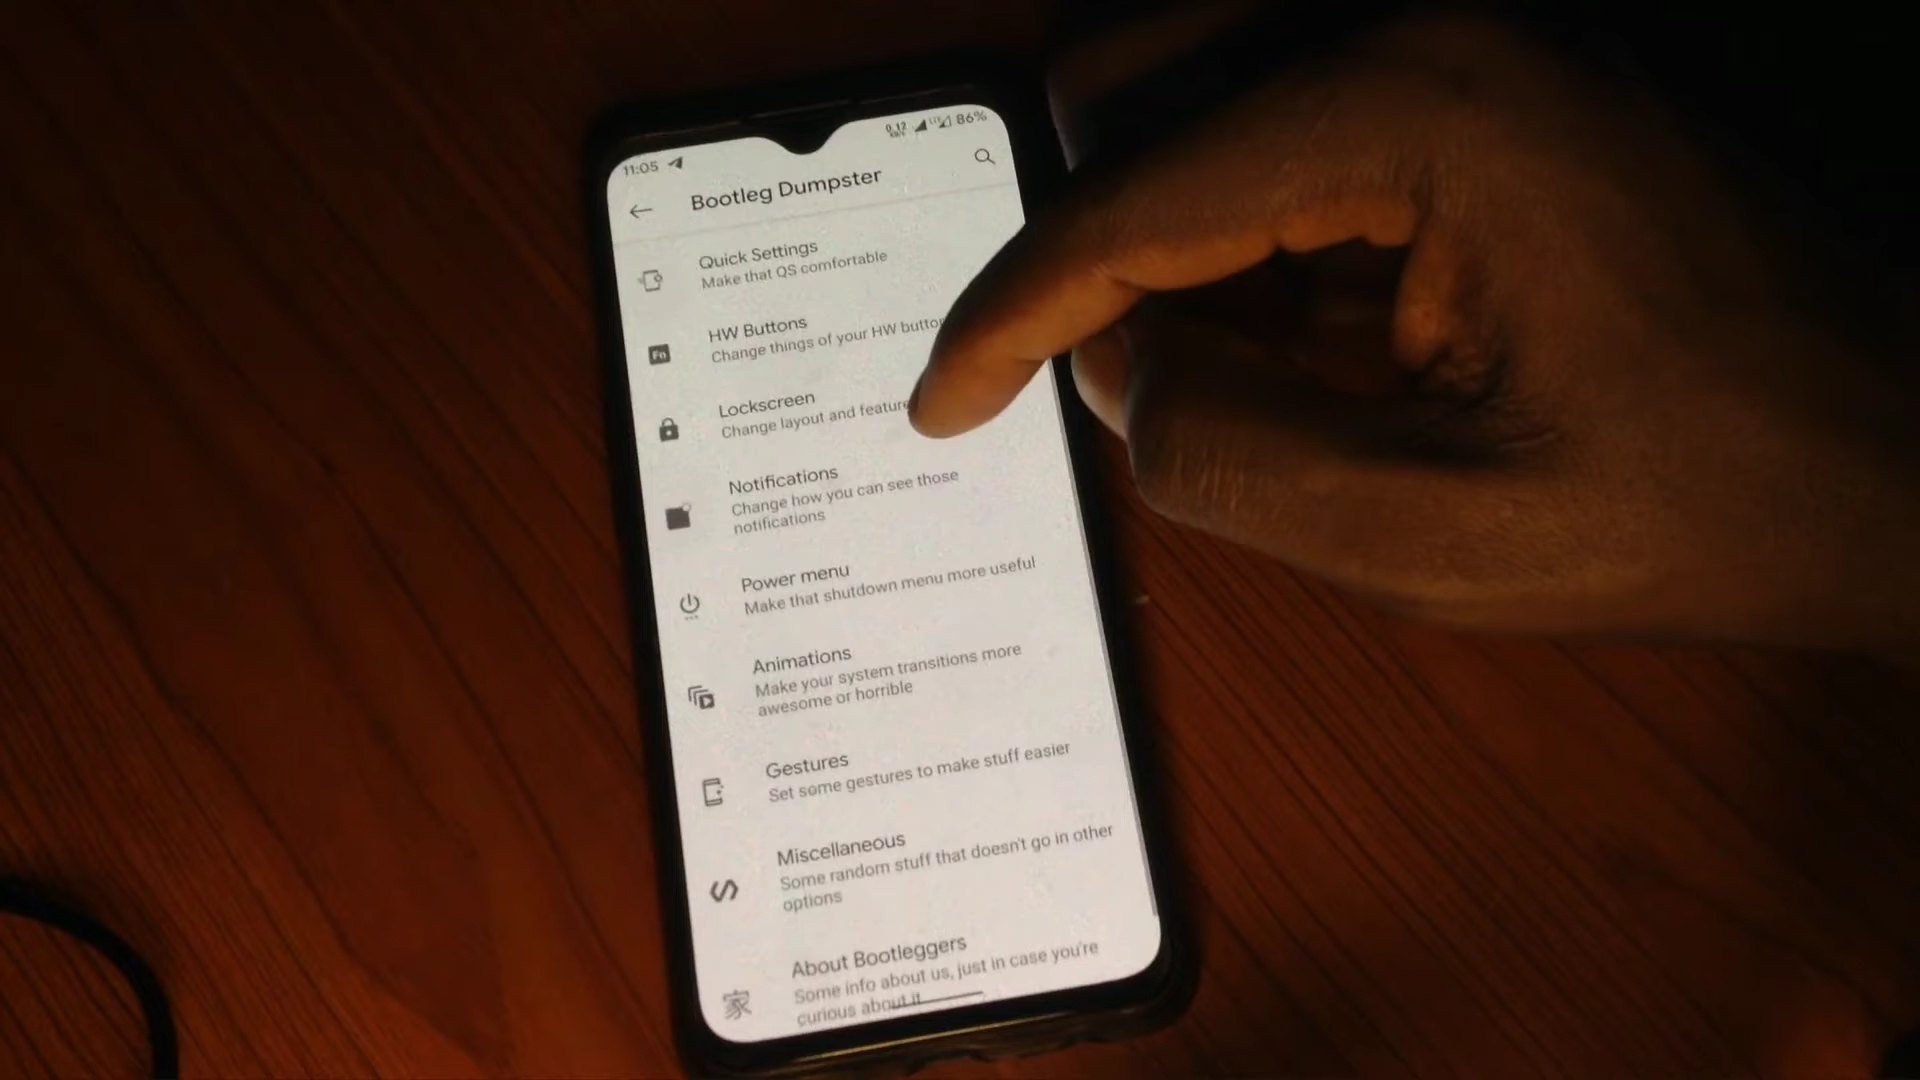 11:05
0.12
KB/s
LTE
86%
Bootleg Dumpster
Quick Settings
Make that QS comfortable
Fn
HW Buttons
Change things of your HW
Lockscreen
Change layout and
Notifications
Change how you can see those
notifications
Power menu
Make that shutdown menu more useful
Animations
Make your system transitions more
awesome or horrible
Gestures
Set some gestures to make stuff easier
Miscellaneous
Some random stuff that doesn't go in other
options
家
About Bootleggers
Some info about us, just in case you're
curious about it